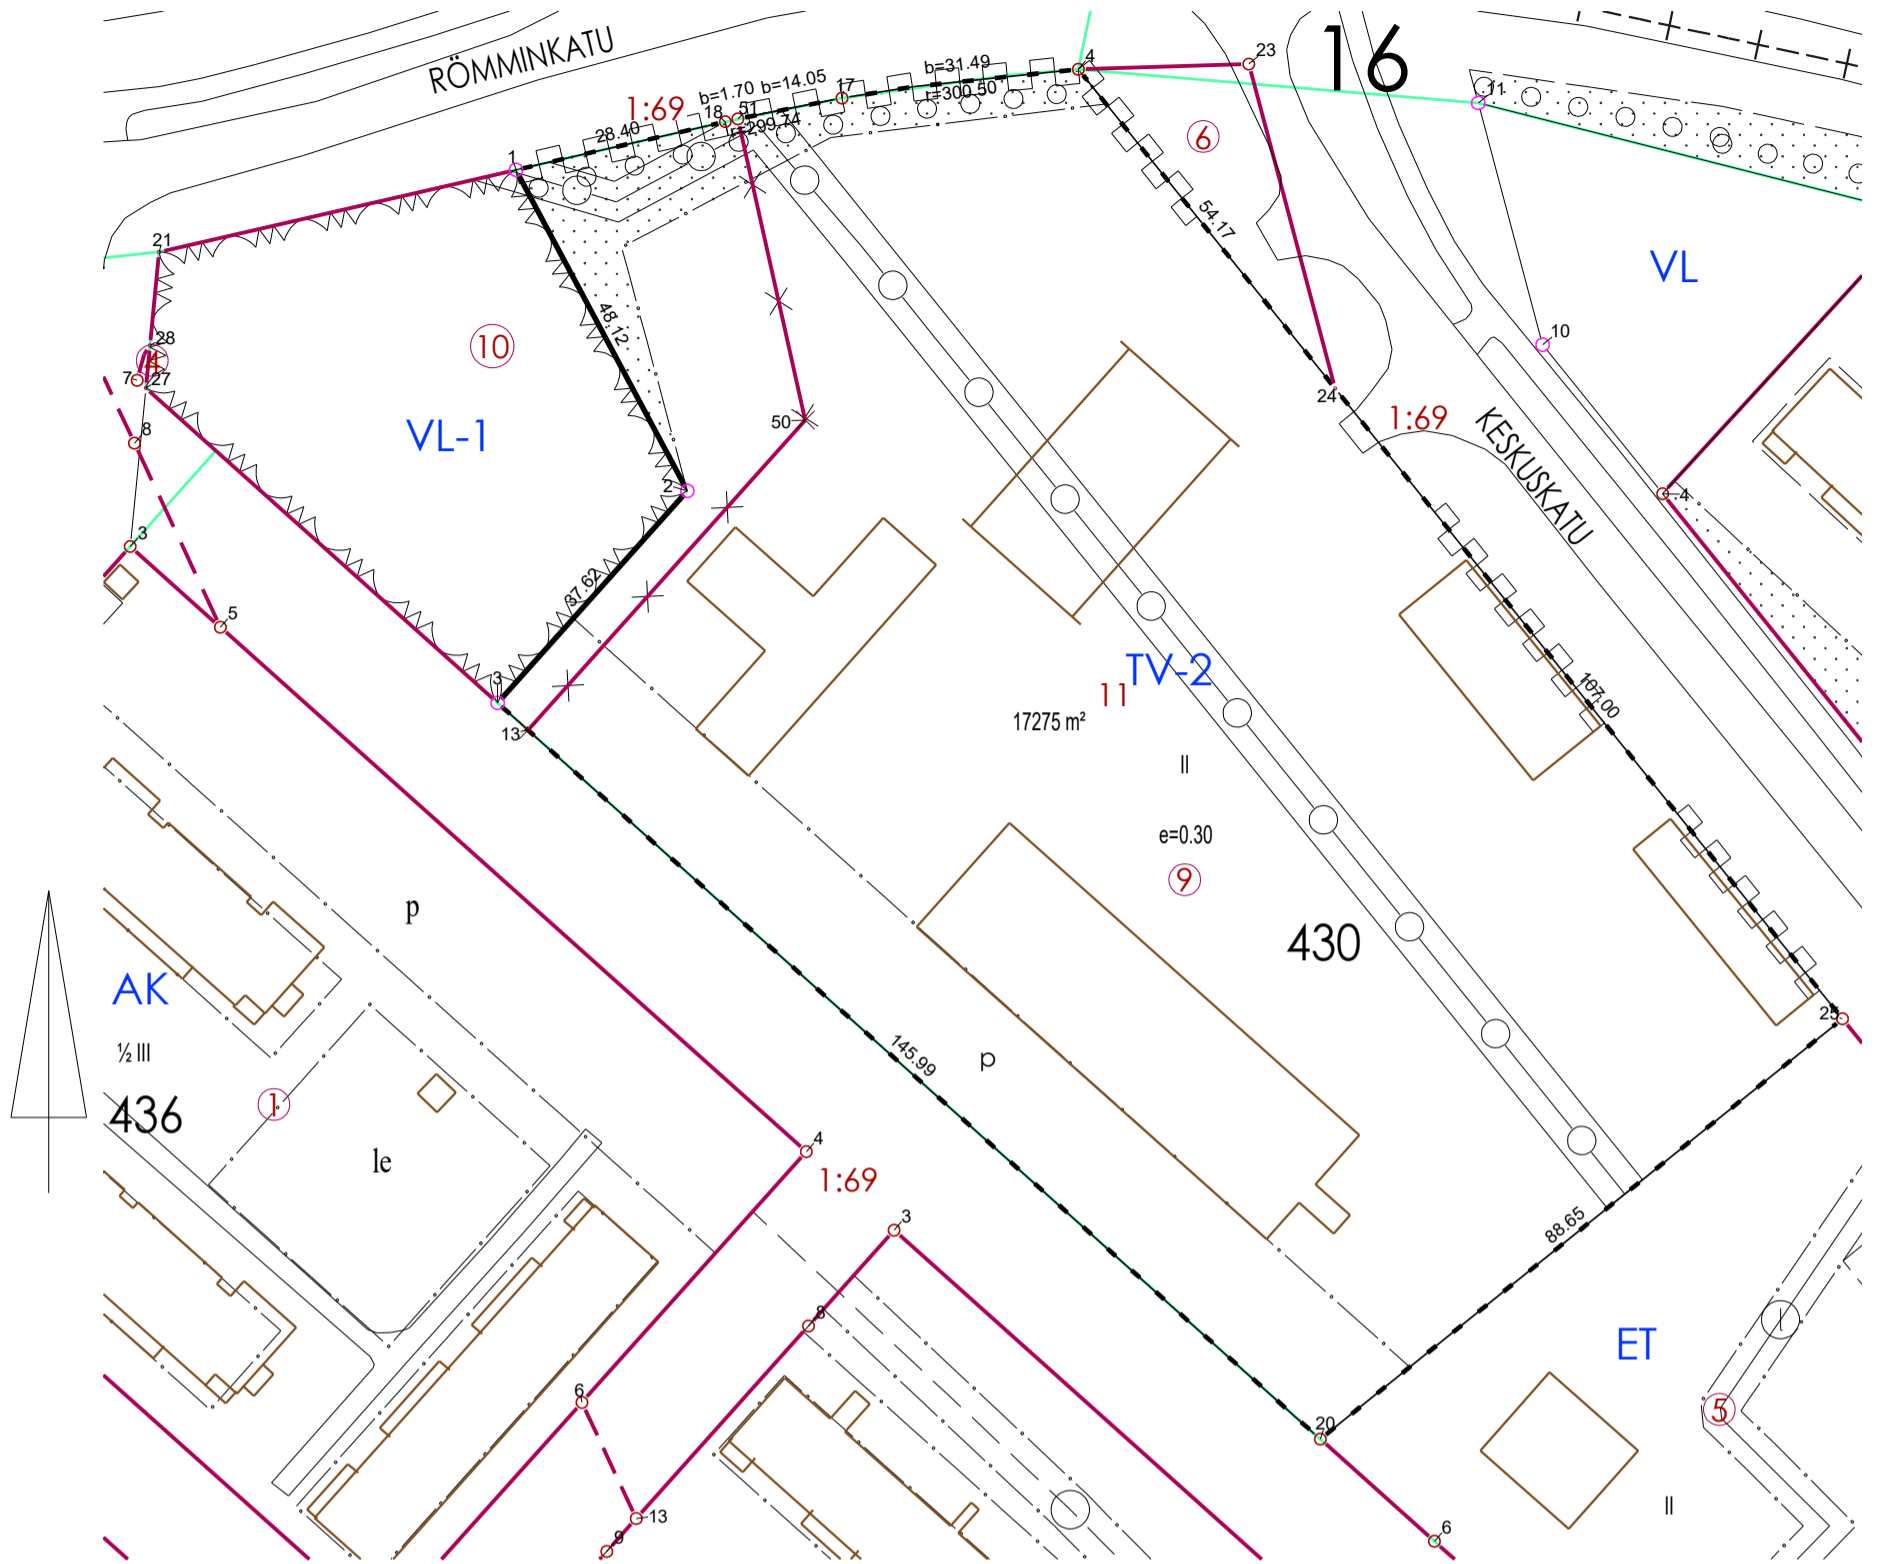 RÖMMINKATU
16
23
4
b=31.49
b=14.05
b=1.70
17
r=300.50
11
1:69
18
51
r=299.74
28.40
6
1
54.17
21
VL
10
28
48.12
10
4
7
27
24
1:69
8
VL-1
50
KESKUSKATU
2
4
3
37.62
5
TV-2
3
11
107.00
13
17275 m²
II
e=0.30
9
p
430
AK
25
½ III
145.99
p
1
436
4
le
1:69
88.65
3
8
ET
6
5
20
II
13
6
9